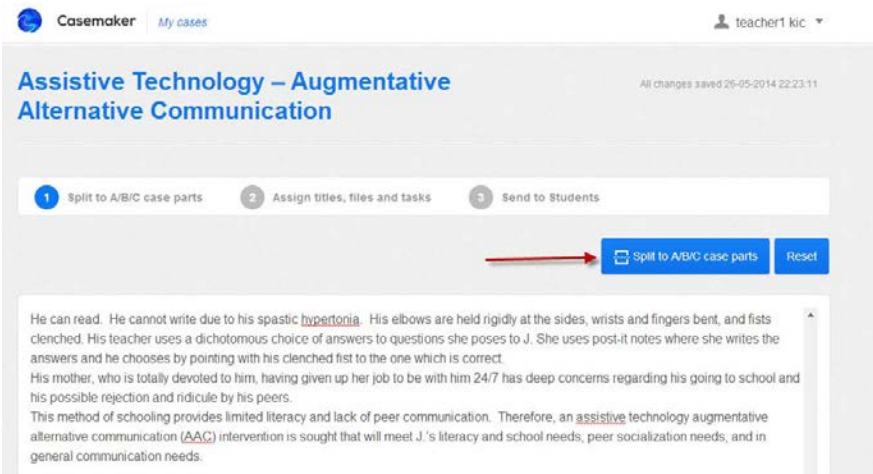 Casemaker My cases teacher1 kic
Assistive Technology – Augmentative
Alternative Communication
All changes saved 26-05-2014 22:23:11
1 Split to A/B/C case parts 2 Assign titles, files and tasks 3 Send to Students
Split to A/B/C case parts Reset
He can read. He cannot write due to his spastic hypertonia. His elbows are held rigidly at the sides, wrists and fingers bent, and fists
clenched. His teacher uses a dichotomous choice of answers to questions she poses to J. She uses post-it notes where she writes the
answers and he chooses by pointing with his clenched fist to the one which is correct.
His mother, who is totally devoted to him, having given up her job to be with him 24/7 has deep concerns regarding his going to school and
his possible rejection and ridicule by his peers.
This method of schooling provides limited literacy and lack of peer communication. Therefore, an assistive technology augmentative
alternative communication (AAC) intervention is sought that will meet J.'s literacy and school needs, peer socialization needs, and in
general communication needs.